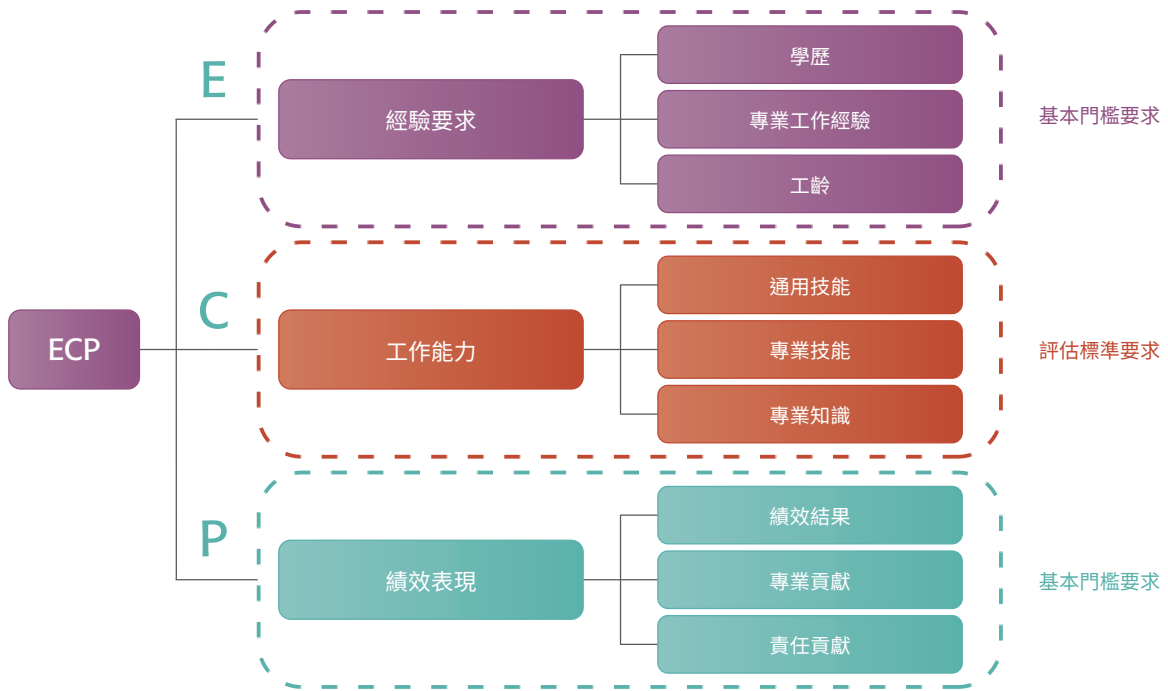 ECP
E
經驗要求
學歷
專業工作經驗
工齡
基本門檻要求
C
工作能力
通用技能
專業技能
專業知識
評估標準要求
P
績效表現
績效結果
專業貢獻
責任貢獻
基本門檻要求